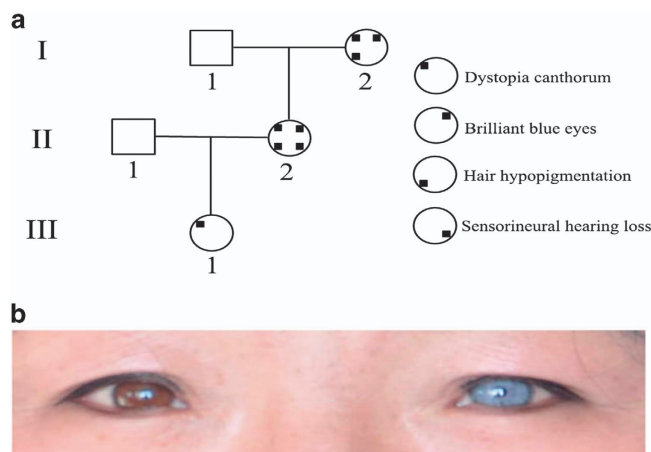 a
I
1
2
Dystopia canthorum
Brilliant blue eyes
II
1
2
Hair hypopigmentation
Sensorineural hearing loss
III
1
b